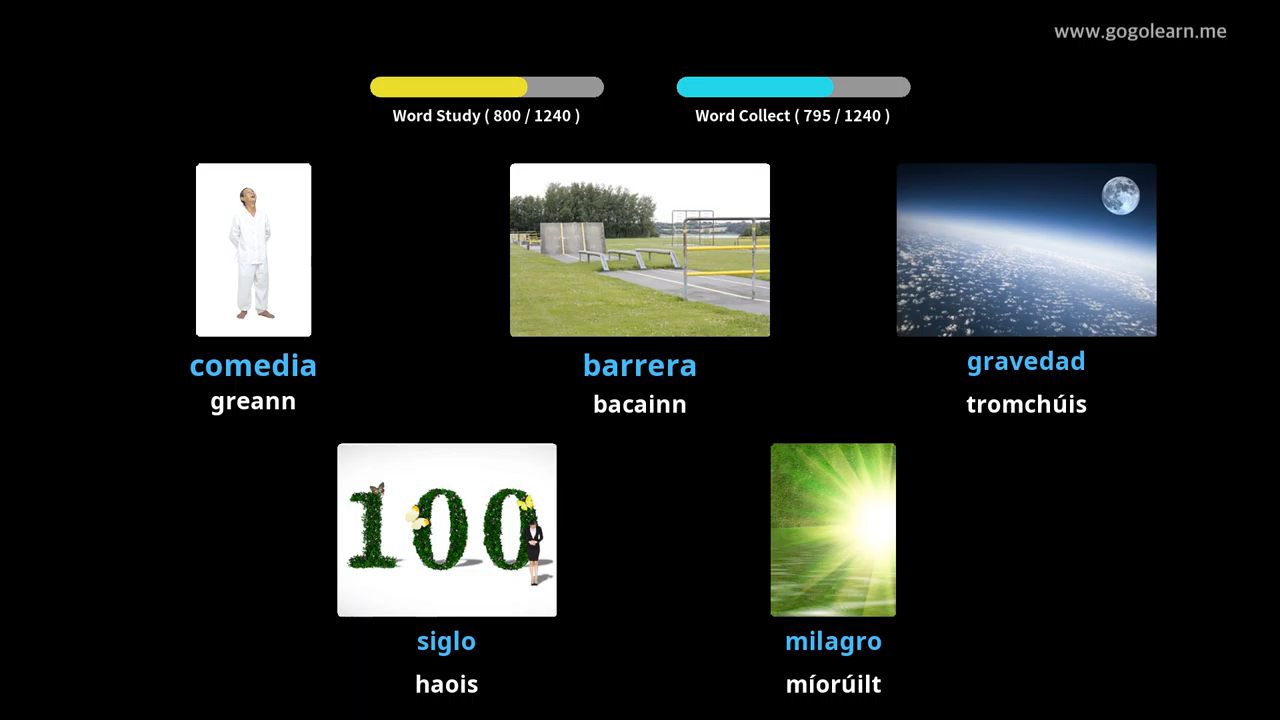 www.gogolearn.me
Word Study ( 800 / 1240 )
Word Collect ( 795 / 1240 )
comedia
greann
barrera
bacainn
gravedad
tromchúis
100
siglo
haois
milagro
míorúilt